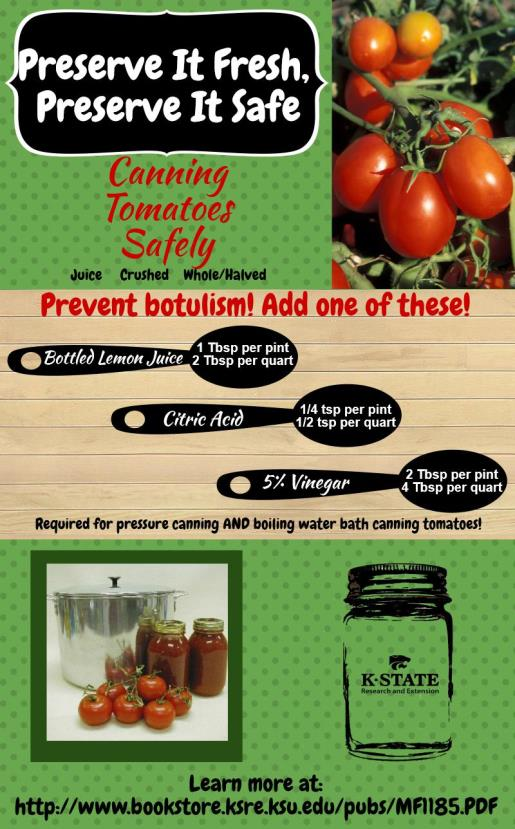 Preserve It Fresh,
Preserve It Safe
Canning
Tomatoes
Safely
Juice Crushed Whole/Halved
Prevent botulism! Add one of these!
Bottled Lemon Juice
1 Tbsp per pint
2 Tbsp per quart
Citric Acid
1/4 tsp per pint
1/2 tsp per quart
5% Vinegar
2 Tbsp per pint
4 Tbsp per quart
Required for pressure canning AND boiling water bath canning tomatoes!
K-STATE
Research and Extension
Learn more at:
http://www.bookstore.ksre.ksu.edu/pubs/MF1185.PDF